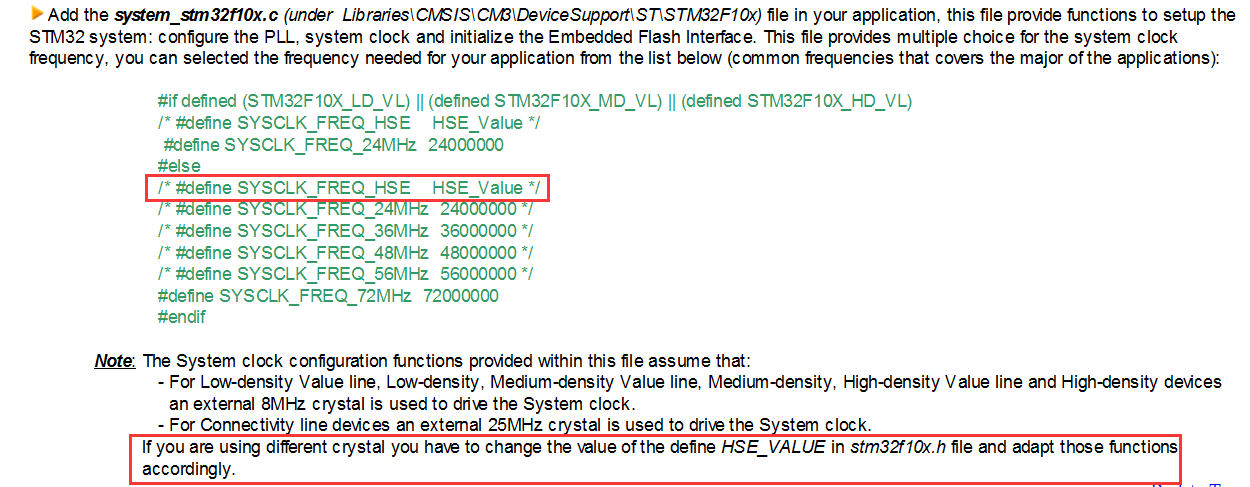 Add the system_stm32f10x.c (under Libraries\CMSIS\CM3\DeviceSupport\ST\STM32F10x) file in your application, this file provide functions to setup the
STM32 system: configure the PLL, system clock and initialize the Embedded Flash Interface. This file provides multiple choice for the system clock
frequency, you can selected the frequency needed for your application from the list below (common frequencies that covers the major of the applications):
#if defined (STM32F10X_LD_VL) || (defined STM32F10X_MD_VL) || (defined STM32F10X_HD_VL)
/* #define SYSCLK_FREQ_HSE HSE_Value */
#define SYSCLK_FREQ_24MHz 24000000
#else
/* #define SYSCLK_FREQ_HSE HSE_Value */
/* #define SYSCLK_FREQ_24MHz 24000000 */
/* #define SYSCLK_FREQ_36MHz 36000000 */
/* #define SYSCLK_FREQ_48MHz 48000000 */
/* #define SYSCLK_FREQ_56MHz 56000000 */
#define SYSCLK_FREQ_72MHz 72000000
#endif
Note: The System clock configuration functions provided within this file assume that:
- For Low-density Value line, Low-density, Medium-density Value line, Medium-density, High-density Value line and High-density devices
an external 8MHz crystal is used to drive the System clock.
- For Connectivity line devices an external 25MHz crystal is used to drive the System clock.
If you are using different crystal you have to change the value of the define HSE_VALUE in stm32f10x.h file and adapt those functions
accordingly.